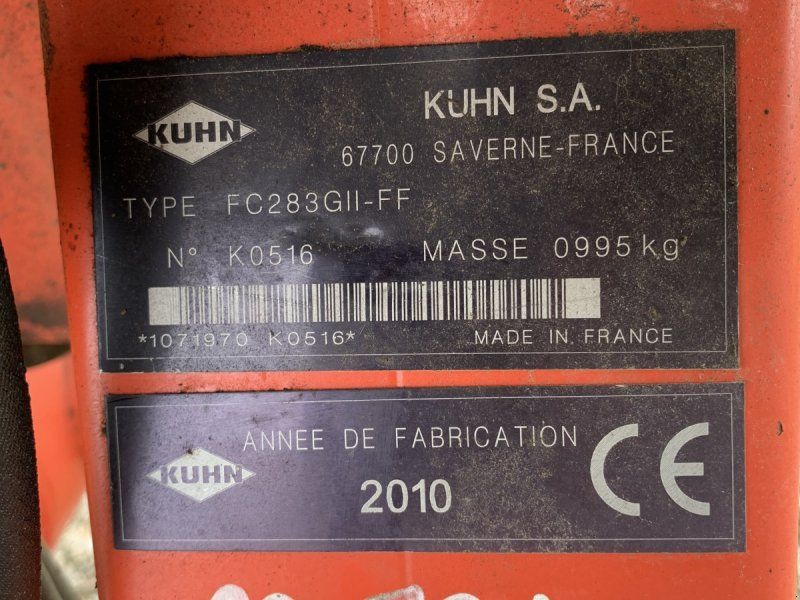 KUHN
KUHN S.A.
67700 SAVERNE-FRANCE
TYPE FC283GII-FF
N° K0516 MASSE 0995 kg
*1071970 K0516* MADE IN FRANCE
KUHN
ANNEE DE FABRICATION
2010
CE